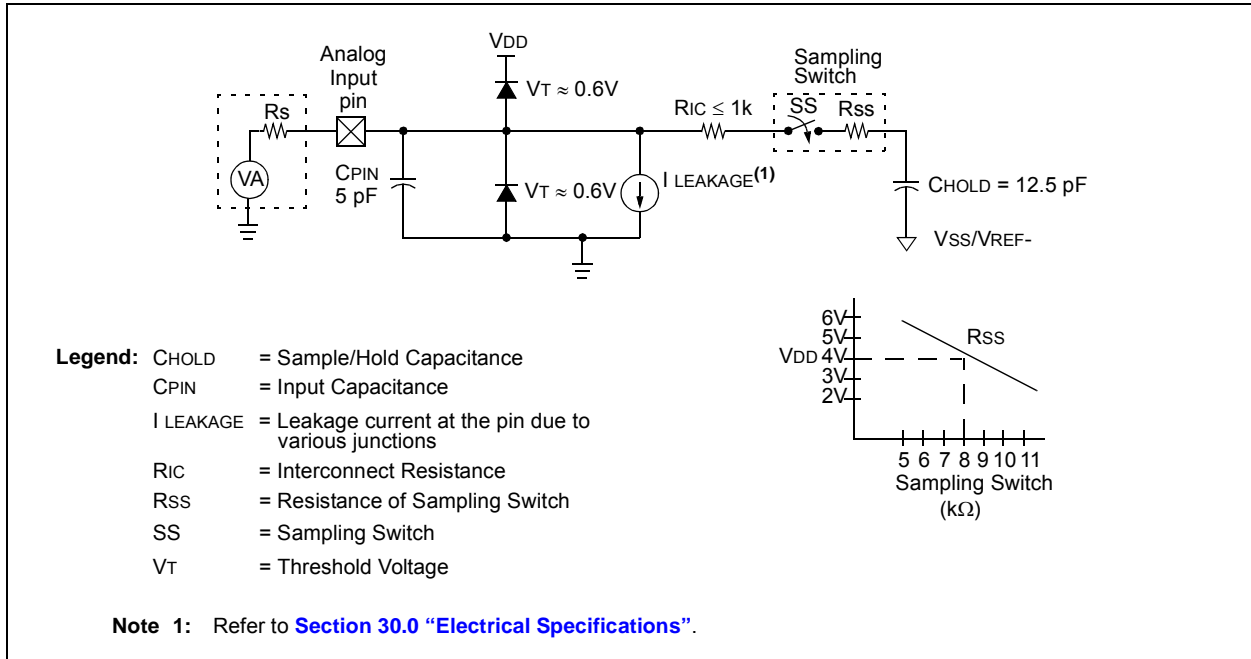 VDD
Analog
Input
pin
Sampling
Switch
VT ≈ 0.6V
RIC ≤ 1k
SS
Rss
Rs
VA
CPIN
5 pF
VT ≈ 0.6V
I LEAKAGE(1)
CHOLD = 12.5 pF
VSS/VREF-
6V
5V
VDD 4V
3V
2V
RSS
5 6 7 8 9 10 11
Sampling Switch
(kΩ)
Legend: CHOLD = Sample/Hold Capacitance
CPIN = Input Capacitance
I LEAKAGE = Leakage current at the pin due to
various junctions
RIC = Interconnect Resistance
RSS = Resistance of Sampling Switch
SS = Sampling Switch
VT = Threshold Voltage
Note 1: Refer to Section 30.0 “Electrical Specifications”.